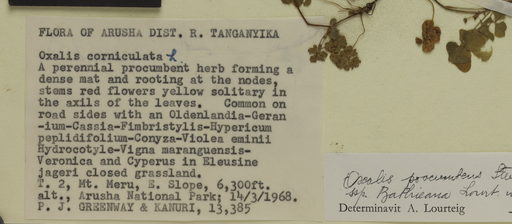 FLORA OF ARUSHA DIST. R. TANGANYIKA
Oxalis corniculata L
A perennial procumbent herb forming a
dense mat and rooting at the nodes,
stems red flowers yellow solitary in
the axils of the leaves. Common on
road sides with an Oldenlandia-Geran
-ium-Cassia-Fimbristylis-Hypericum
peplidifolium-Conyza-Violea eminii
Hydrocotyle-Vigna maranguensis-
Veronica and Cyperus in Eleusine
jageri closed grassland.
T. 2, Mt. Meru, E. Slope, 6,300ft.
alt., Arusha National Park; 14/3/1968.
P. J. GREENWAY & KANURI, 13,385
Oxalis procumbens
ssp. Bathieana Lourt.
Determinavit A. Lourteig